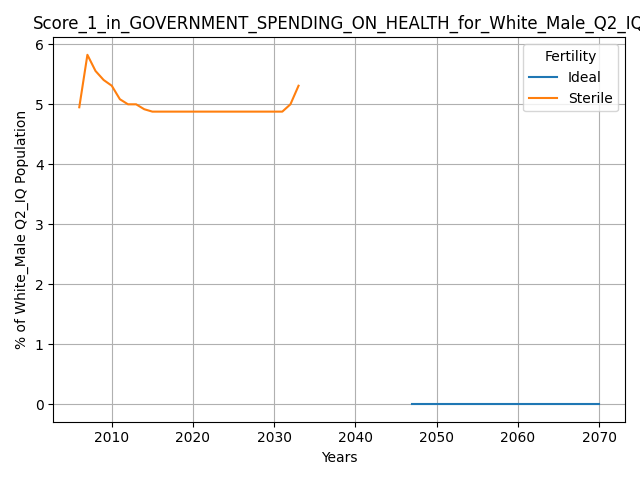 Score_1_in_GOVERNMENT_SPENDING_ON_HEALTH_for_White_Male_Q2_IQ
Fertility
Ideal
Sterile
6
5
4
3
2
1
0
% of White_Male Q2_IQ Population
2010 2020 2030 2040 2050 2060 2070
Years